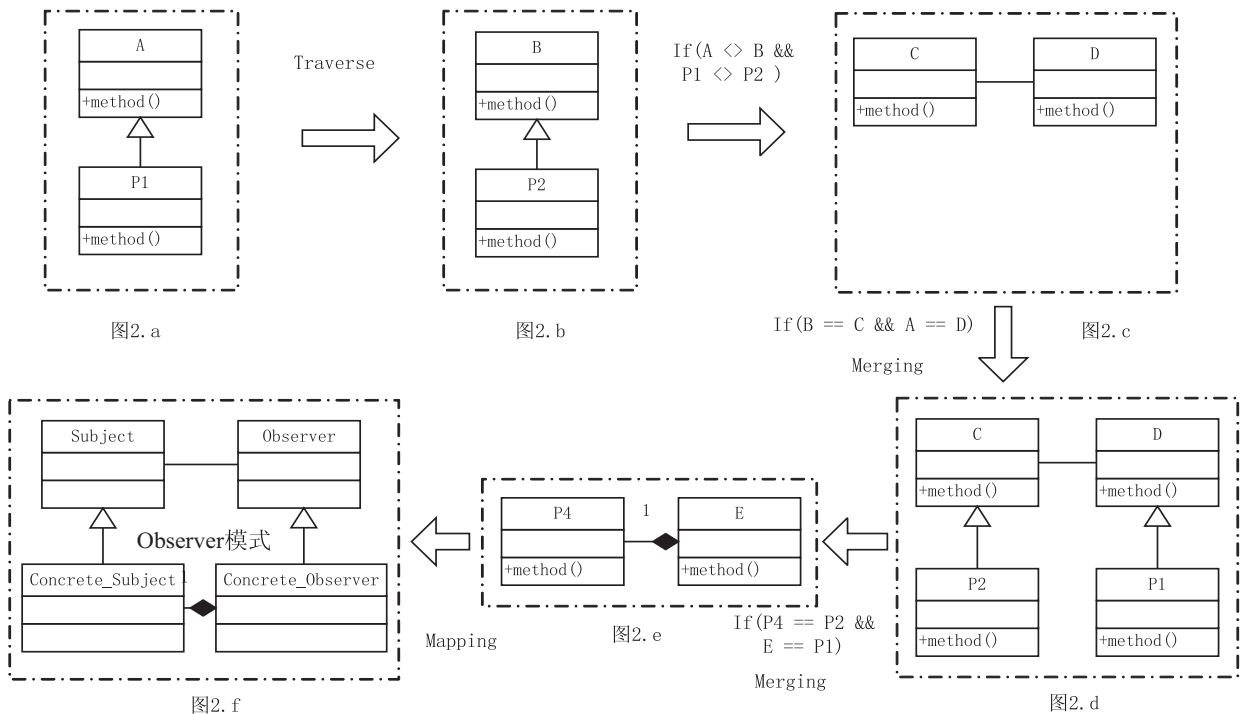 A
+method()
P1
+method()
图2.a
Traverse
B
+method()
P2
+method()
图2.b
If(A <> B &&
P1 <> P2 )
C
+method()
D
+method()
图2.c
If(B == C && A == D)
Merging
C
+method()
D
+method()
P2
+method()
P1
+method()
图2.d
If(P4 == P2 &&
E == P1)
Merging
P4
+method()
1
E
+method()
图2.e
Mapping
Subject
Observer
Observer模式
Concrete_Subject
1
Concrete_Observer
图2.f